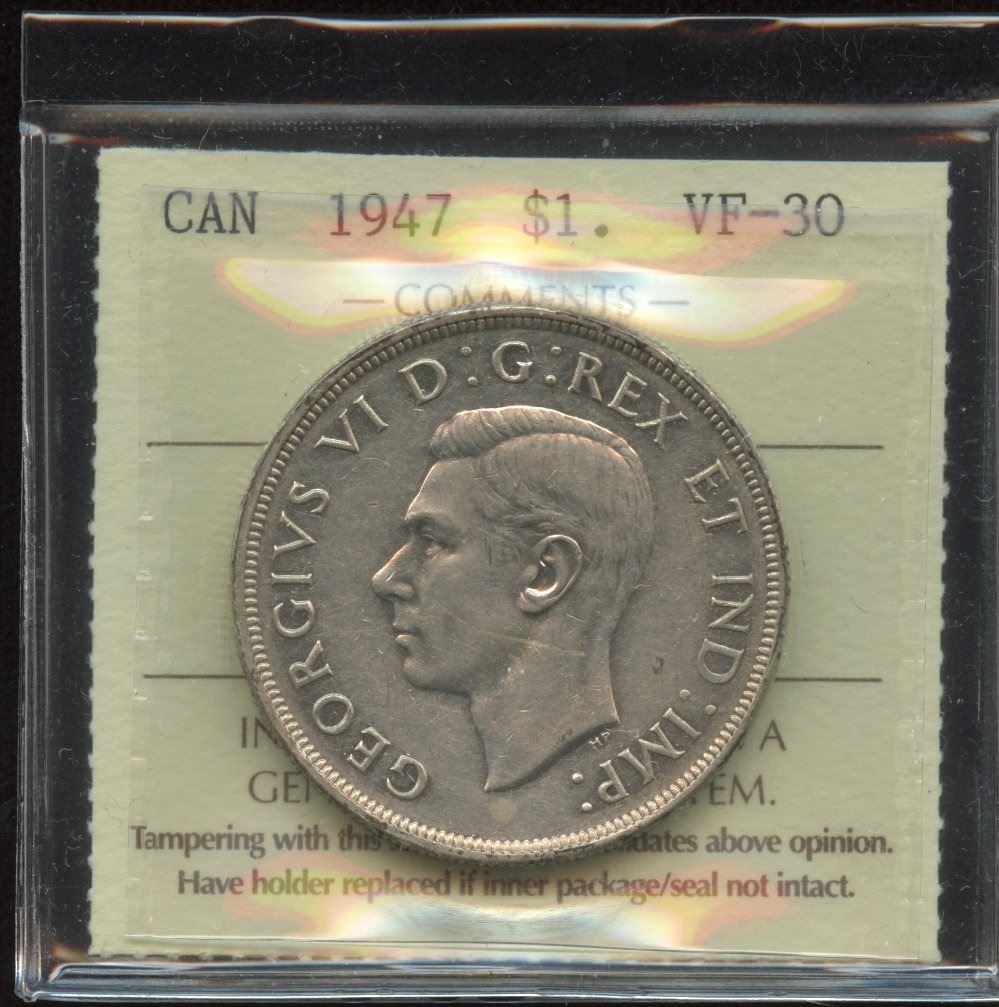 CAN 1947 $1. VF-30
— COMMENTS —
GEORGIVS VI D:G:REX ET IND:IMP:
HP
A
EM.
Tampering with this above opinion.
Have holder replaced if inner package/seal not intact.